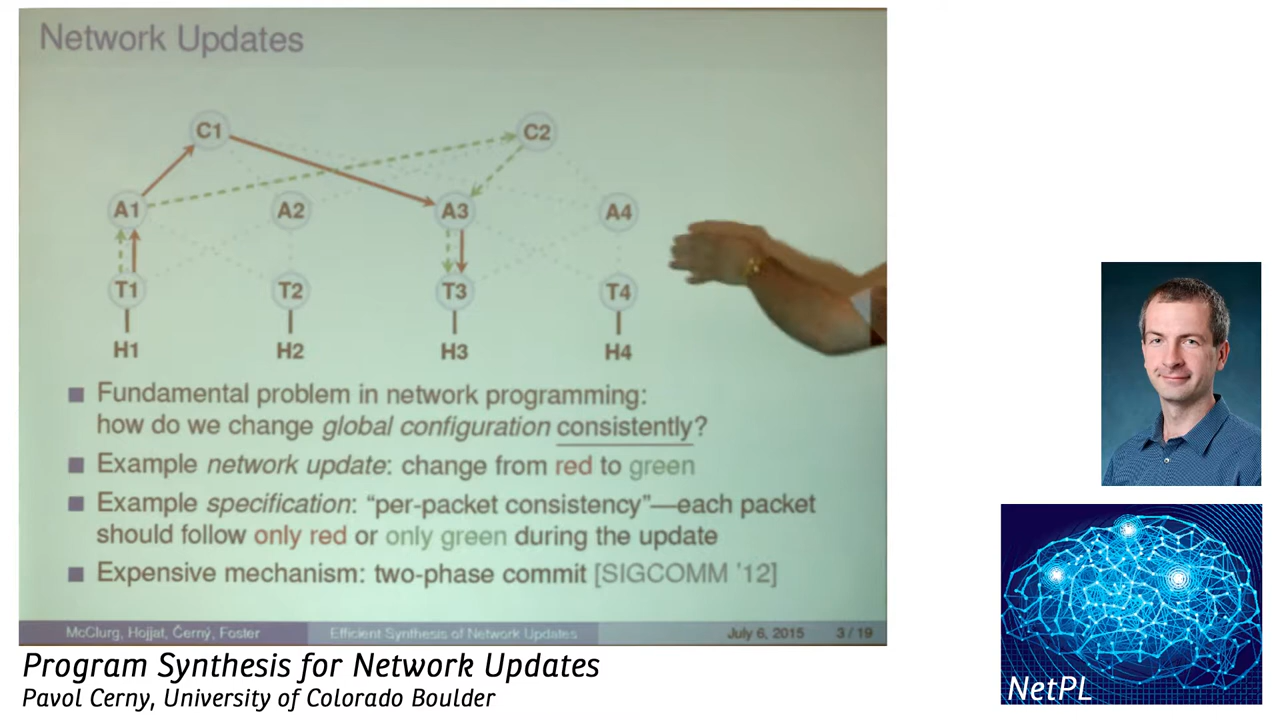 Network Updates
C1 C2
A1 A2 A3 A4
T1 T2 T3 T4
H1 H2 H3 H4
Fundamental problem in network programming:
how do we change global configuration consistently?
Example network update: change from red to green
Example specification: “per-packet consistency”—each packet
should follow only red or only green during the update
Expensive mechanism: two-phase commit [SIGCOMM '12]
McClurg, Hojjat, Černý, Foster Efficient Synthesis of Network Updates July 6, 2015 3 / 19
Program Synthesis for Network Updates
Pavol Cerny, University of Colorado Boulder
NetPL